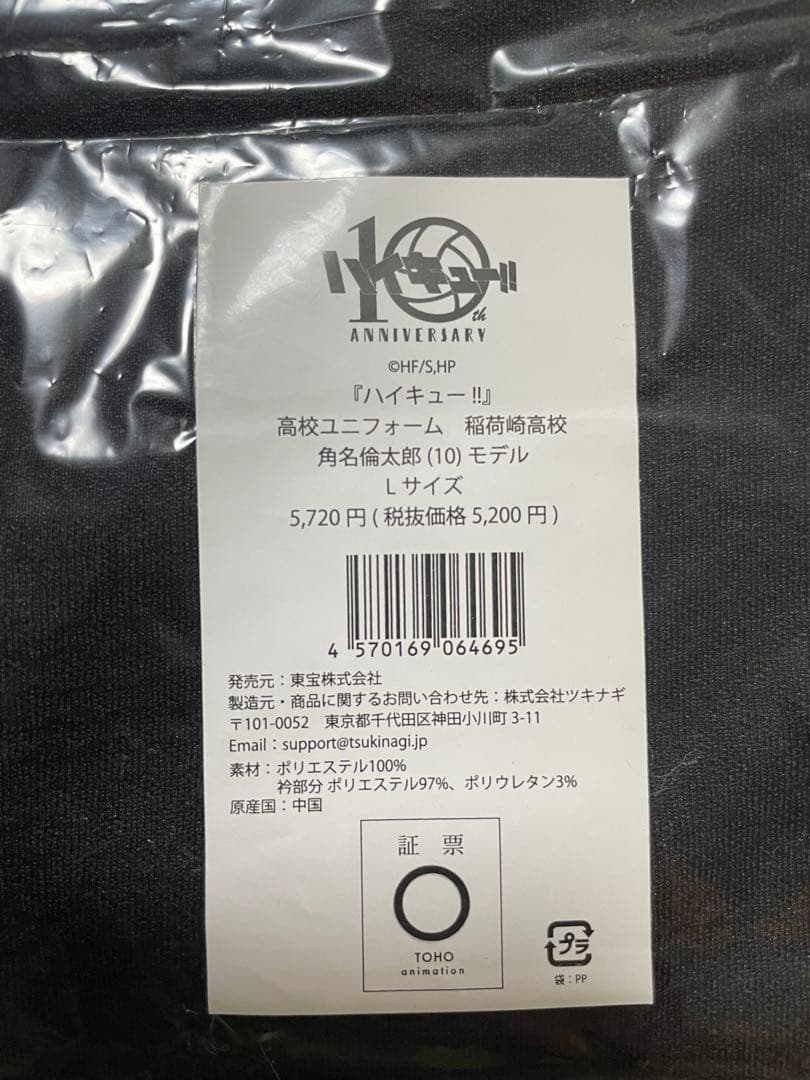 ハイキュー!!
10th
ANNIVERSARY
©HF/S,HP
『ハイキュー!!』
高校ユニフォーム　稲荷崎高校
角名倫太郎 (10) モデル
L サイズ
5,720 円 ( 税抜価格 5,200 円 )
4 570169 064695
発売元：東宝株式会社
製造元・商品に関するお問い合わせ先：株式会社ツキナギ
〒101-0052　東京都千代田区神田小川町 3-11
Email：support@tsukinagi.jp
素材：ポリエステル100%
衿部分 ポリエステル97%、ポリウレタン3%
原産国：中国
証 票
TOHO
animation
プラ
袋：PP